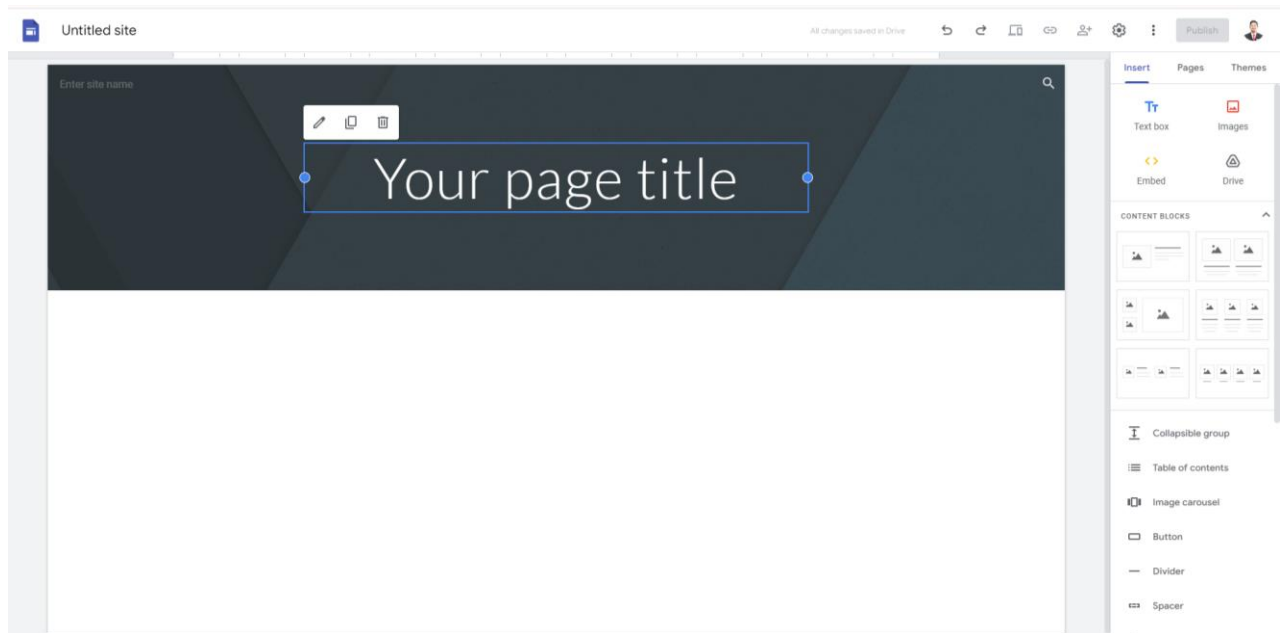 Untitled site
All changes saved in Drive
Publish
Enter site name
Your page title
Insert Pages Themes
Text box Images
Embed Drive
CONTENT BLOCKS
Collapsible group
Table of contents
Image carousel
Button
Divider
Spacer